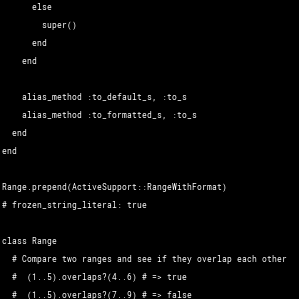 else
super()
end
end
alias_method :to_default_s, :to_s
alias_method :to_formatted_s, :to_s
end
end
Range.prepend(ActiveSupport::RangeWithFormat)
# frozen_string_literal: true
class Range
# Compare two ranges and see if they overlap each other
#  (1..5).overlaps?(4..6) # => true
#  (1..5).overlaps?(7..9) # => false